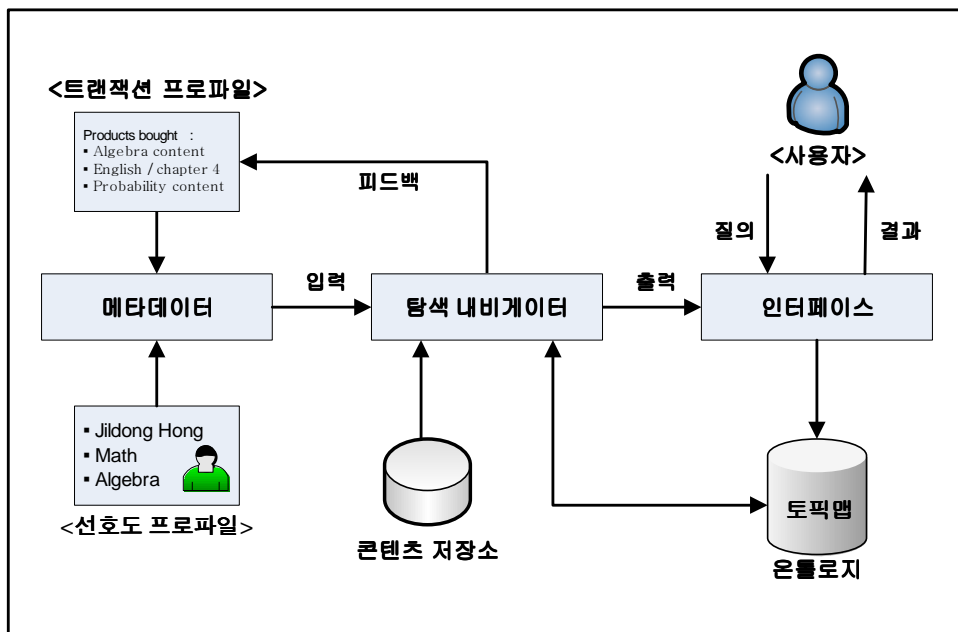 <트랜잭션 프로파일>
Products bought :
▪ Algebra content
▪ English / chapter 4
▪ Probability content
<사용자>
피드백
질의
결과
메타데이터
입력
탐색 내비게이터
출력
인터페이스
▪ Jildong Hong
▪ Math
▪ Algebra
<선호도 프로파일>
콘텐츠 저장소
토픽맵
온톨로지